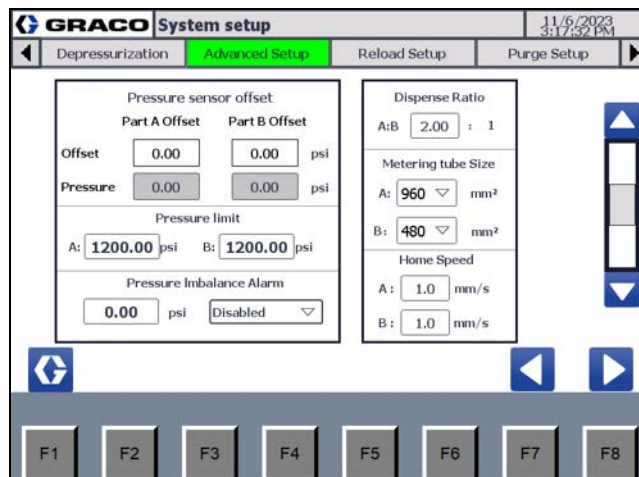 GRACO System setup 11/6/2023
3:17:32 PM
Depressurization Advanced Setup Reload Setup Purge Setup
Pressure sensor offset
Part A Offset Part B Offset
Offset 0.00 0.00 psi
Pressure 0.00 0.00 psi
Pressure limit
A: 1200.00 psi B: 1200.00 psi
Pressure Imbalance Alarm
0.00 psi Disabled
Dispense Ratio
A:B 2.00 : 1
Metering tube Size
A: 960 mm²
B: 480 mm²
Home Speed
A : 1.0 mm/s
B : 1.0 mm/s
F1 F2 F3 F4 F5 F6 F7 F8